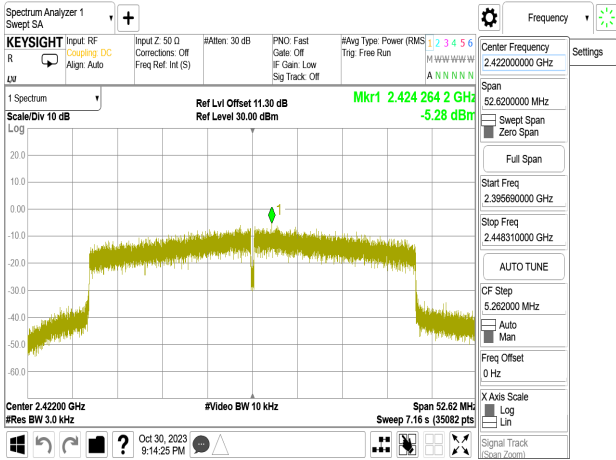 Spectrum Analyzer 1
Swept SA
Frequency
Settings
KEYSIGHT
R
LXI
Input: RF
Coupling: DC
Align: Auto
Input Z: 50 Ω
Corrections: Off
Freq Ref: Int (S)
#Atten: 30 dB
PNO: Fast
Gate: Off
IF Gain: Low
Sig Track: Off
#Avg Type: Power (RMS
Trig: Free Run
1 2 3 4 5 6
M W W W W W
A N N N N N
1 Spectrum
Scale/Div 10 dB
Log
Ref Lvl Offset 11.30 dB
Ref Level 30.00 dBm
Mkr1 2.424 264 2 GHz
-5.28 dBm
20.0
10.0
0.00
-10.0
-20.0
-30.0
-40.0
-50.0
-60.0
1
Center 2.42200 GHz
#Res BW 3.0 kHz
#Video BW 10 kHz
Span 52.62 MHz
Sweep 7.16 s (35082 pts)
Oct 30, 2023
9:14:25 PM
?
Center Frequency
2.422000000 GHz
Span
52.6200000 MHz
Swept Span
Zero Span
Full Span
Start Freq
2.395690000 GHz
Stop Freq
2.448310000 GHz
AUTO TUNE
CF Step
5.262000 MHz
Auto
Man
Freq Offset
0 Hz
X Axis Scale
Log
Lin
Signal Track
(Span Zoom)